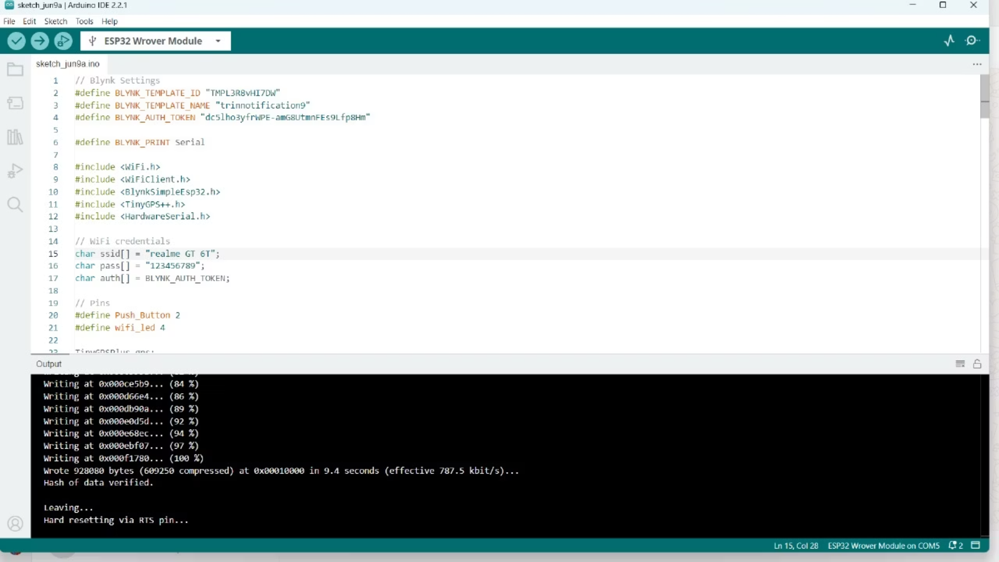 sketch_jun9a | Arduino IDE 2.2.1
File Edit Sketch Tools Help
ESP32 Wrover Module
sketch_jun9a.ino
1 // Blynk Settings
2 #define BLYNK_TEMPLATE_ID "TMPL3R8vHI7DW"
3 #define BLYNK_TEMPLATE_NAME "trinnotification9"
4 #define BLYNK_AUTH_TOKEN "dc5lho3yfrWPE-amG8UtmnFEs9Lfp8Hm"
5
6 #define BLYNK_PRINT Serial
7
8 #include <WiFi.h>
9 #include <WiFiClient.h>
10 #include <BlynkSimpleEsp32.h>
11 #include <TinyGPS++.h>
12 #include <HardwareSerial.h>
13
14 // WiFi credentials
15 char ssid[] = "realme GT 6T";
16 char pass[] = "123456789";
17 char auth[] = BLYNK_AUTH_TOKEN;
18
19 // Pins
20 #define Push_Button 2
21 #define wifi_led 4
22
23 TinyGPSPlus gps;
Output
Writing at 0x000ce5b9... (84 %)
Writing at 0x000d66e4... (86 %)
Writing at 0x000db90a... (89 %)
Writing at 0x000e0d5d... (92 %)
Writing at 0x000e68ec... (94 %)
Writing at 0x000ebf07... (97 %)
Writing at 0x000f1780... (100 %)
Wrote 928080 bytes (609250 compressed) at 0x00010000 in 9.4 seconds (effective 787.5 kbit/s)...
Hash of data verified.
Leaving...
Hard resetting via RTS pin...
Ln 15, Col 28 ESP32 Wrover Module on COM5 2